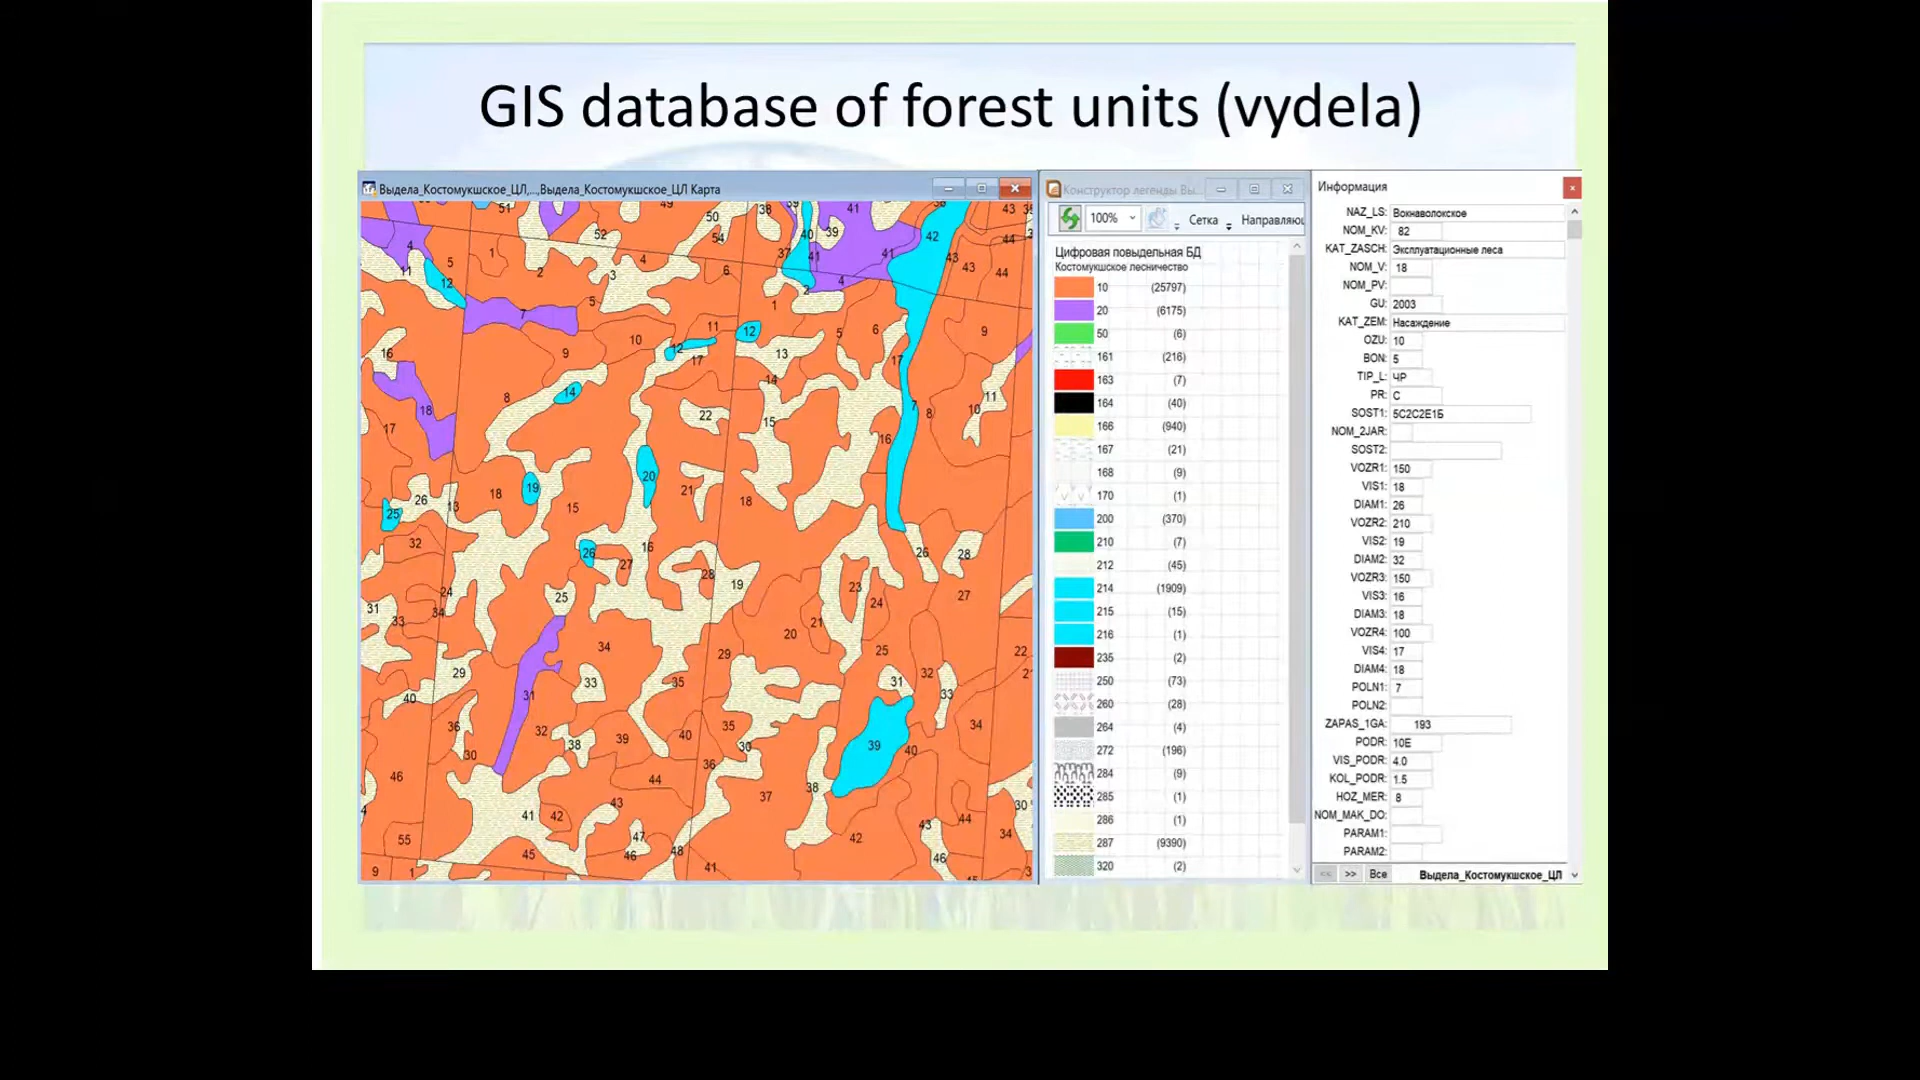 GIS database of forest units (vydela)
Выдела_Костомукшское_ЦЛ,...,Выдела_Костомукшское_ЦЛ Карта
Конструктор легенды Вы...
100%
Сетка
Направляющ
Цифровая повыдельная БД
Костомукшское лесничество
10 (25797)
20 (6175)
50 (6)
161 (216)
163 (7)
164 (40)
166 (940)
167 (21)
168 (9)
170 (1)
200 (370)
210 (7)
212 (45)
214 (1909)
215 (15)
216 (1)
235 (2)
250 (73)
260 (28)
264 (4)
272 (196)
284 (9)
285 (1)
286 (1)
287 (9390)
320 (2)
Информация
NAZ_LS: Вокнаволокское
NOM_KV: 82
KAT_ZASCH: Эксплуатационные леса
NOM_V: 18
NOM_PV:
GU: 2003
KAT_ZEM: Насаждение
OZU: 10
BON: 5
TIP_L: ЧР
PR: С
SOST1: 5С2С2Е1Б
NOM_2JAR:
SOST2:
VOZR1: 150
VIS1: 18
DIAM1: 26
VOZR2: 210
VIS2: 19
DIAM2: 32
VOZR3: 150
VIS3: 16
DIAM3: 18
VOZR4: 100
VIS4: 17
DIAM4: 18
POLN1: 7
POLN2:
ZAPAS_1GA: 193
PODR: 10Е
VIS_PODR: 4.0
KOL_PODR: 1.5
HOZ_MER: 8
NOM_MAK_DO:
PARAM1:
PARAM2:
<< >> Все Выдела_Костомукшское_ЦЛ